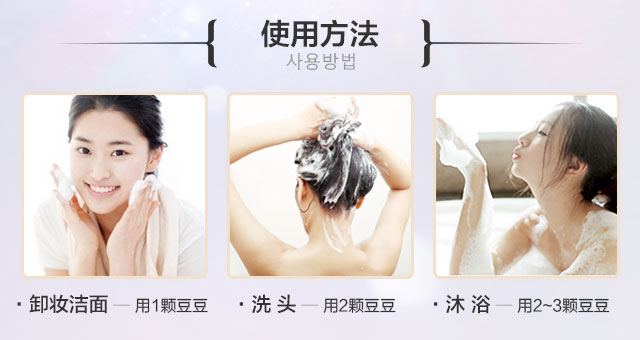 使用方法
사용방법
· 卸妆洁面 — 用1颗豆豆
· 洗 头 — 用2颗豆豆
· 沐 浴 — 用2~3颗豆豆